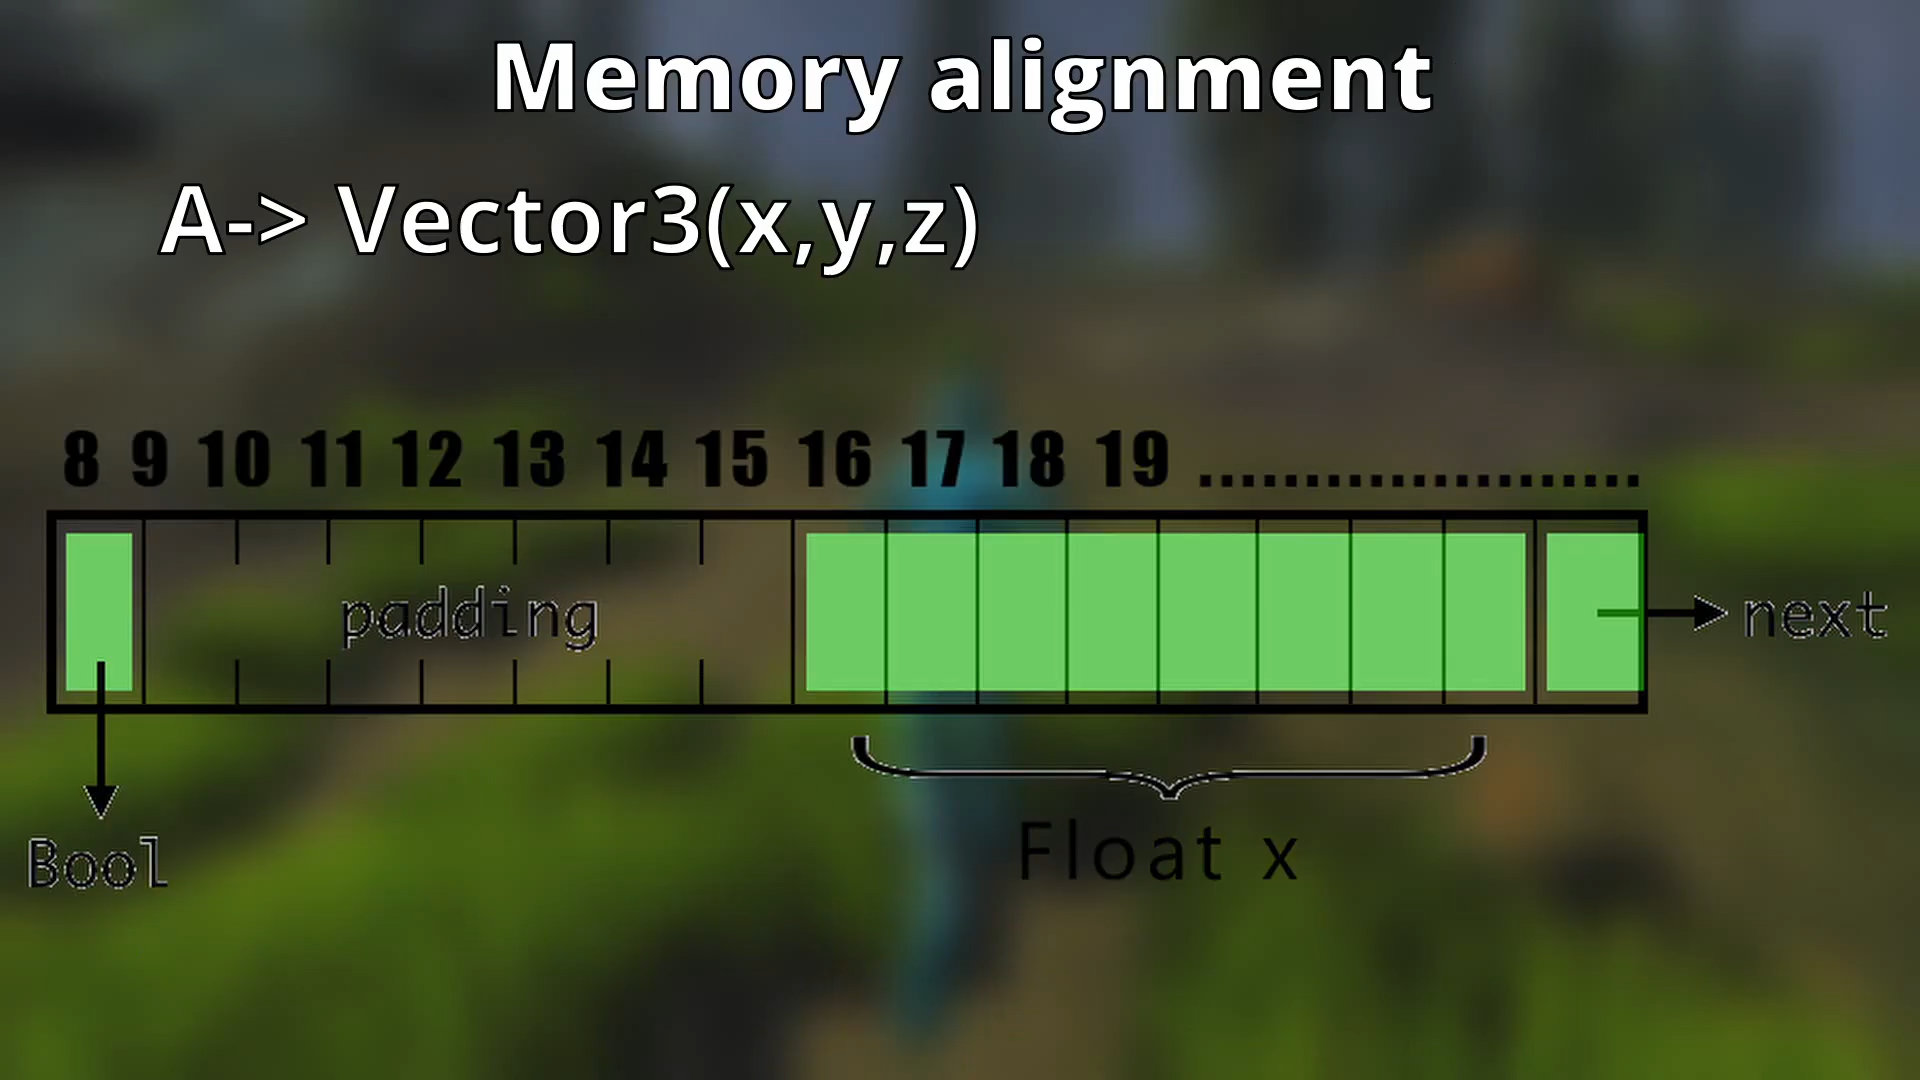 Memory alignment
A-> Vector3(x,y,z)
8 9 10 11 12 13 14 15 16 17 18 19 ....................
padding
next
Float x
Bool